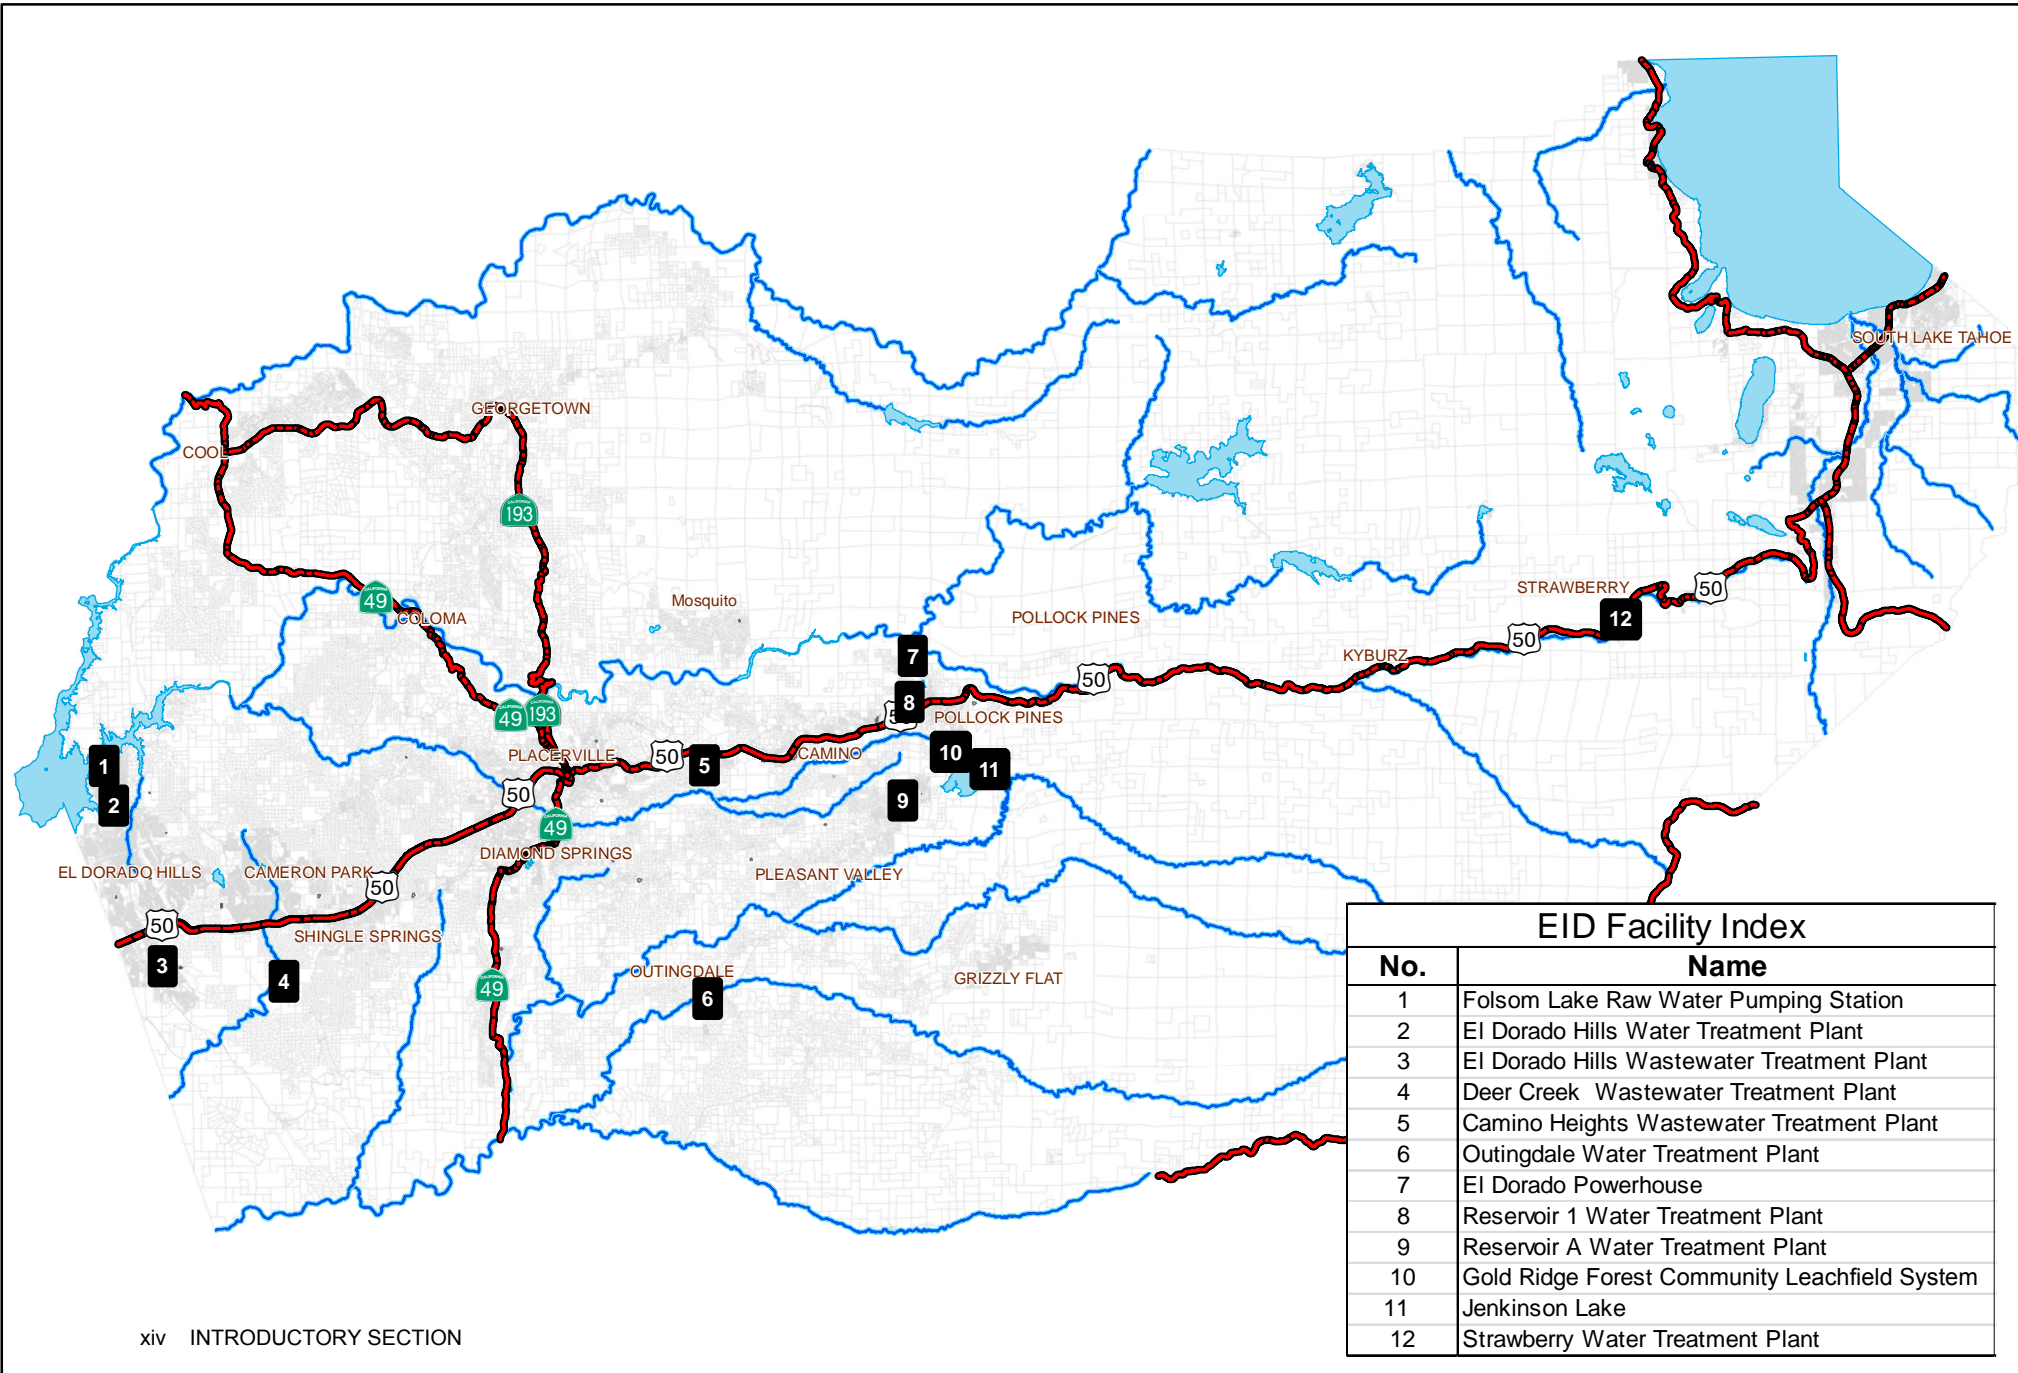 SOUTH LAKE TAHOE
GEORGETOWN
COOL
CALIFORNIA
193
CALIFORNIA
49
COLOMA
Mosquito
STRAWBERRY
50
12
POLLOCK PINES
50
KYBURZ
7
50
8
POLLOCK PINES
CALIFORNIA
49
CALIFORNIA
193
PLACERVILLE
50
5
CAMINO
10
11
1
2
50
9
CALIFORNIA
49
DIAMOND SPRINGS
EL DORADO HILLS
CAMERON PARK
50
PLEASANT VALLEY
50
SHINGLE SPRINGS
3
4
CALIFORNIA
49
OUTINGDALE
6
GRIZZLY FLAT
EID Facility Index
No. Name
1 Folsom Lake Raw Water Pumping Station
2 El Dorado Hills Water Treatment Plant
3 El Dorado Hills Wastewater Treatment Plant
4 Deer Creek Wastewater Treatment Plant
5 Camino Heights Wastewater Treatment Plant
6 Outingdale Water Treatment Plant
7 El Dorado Powerhouse
8 Reservoir 1 Water Treatment Plant
9 Reservoir A Water Treatment Plant
10 Gold Ridge Forest Community Leachfield System
11 Jenkinson Lake
12 Strawberry Water Treatment Plant
xiv INTRODUCTORY SECTION